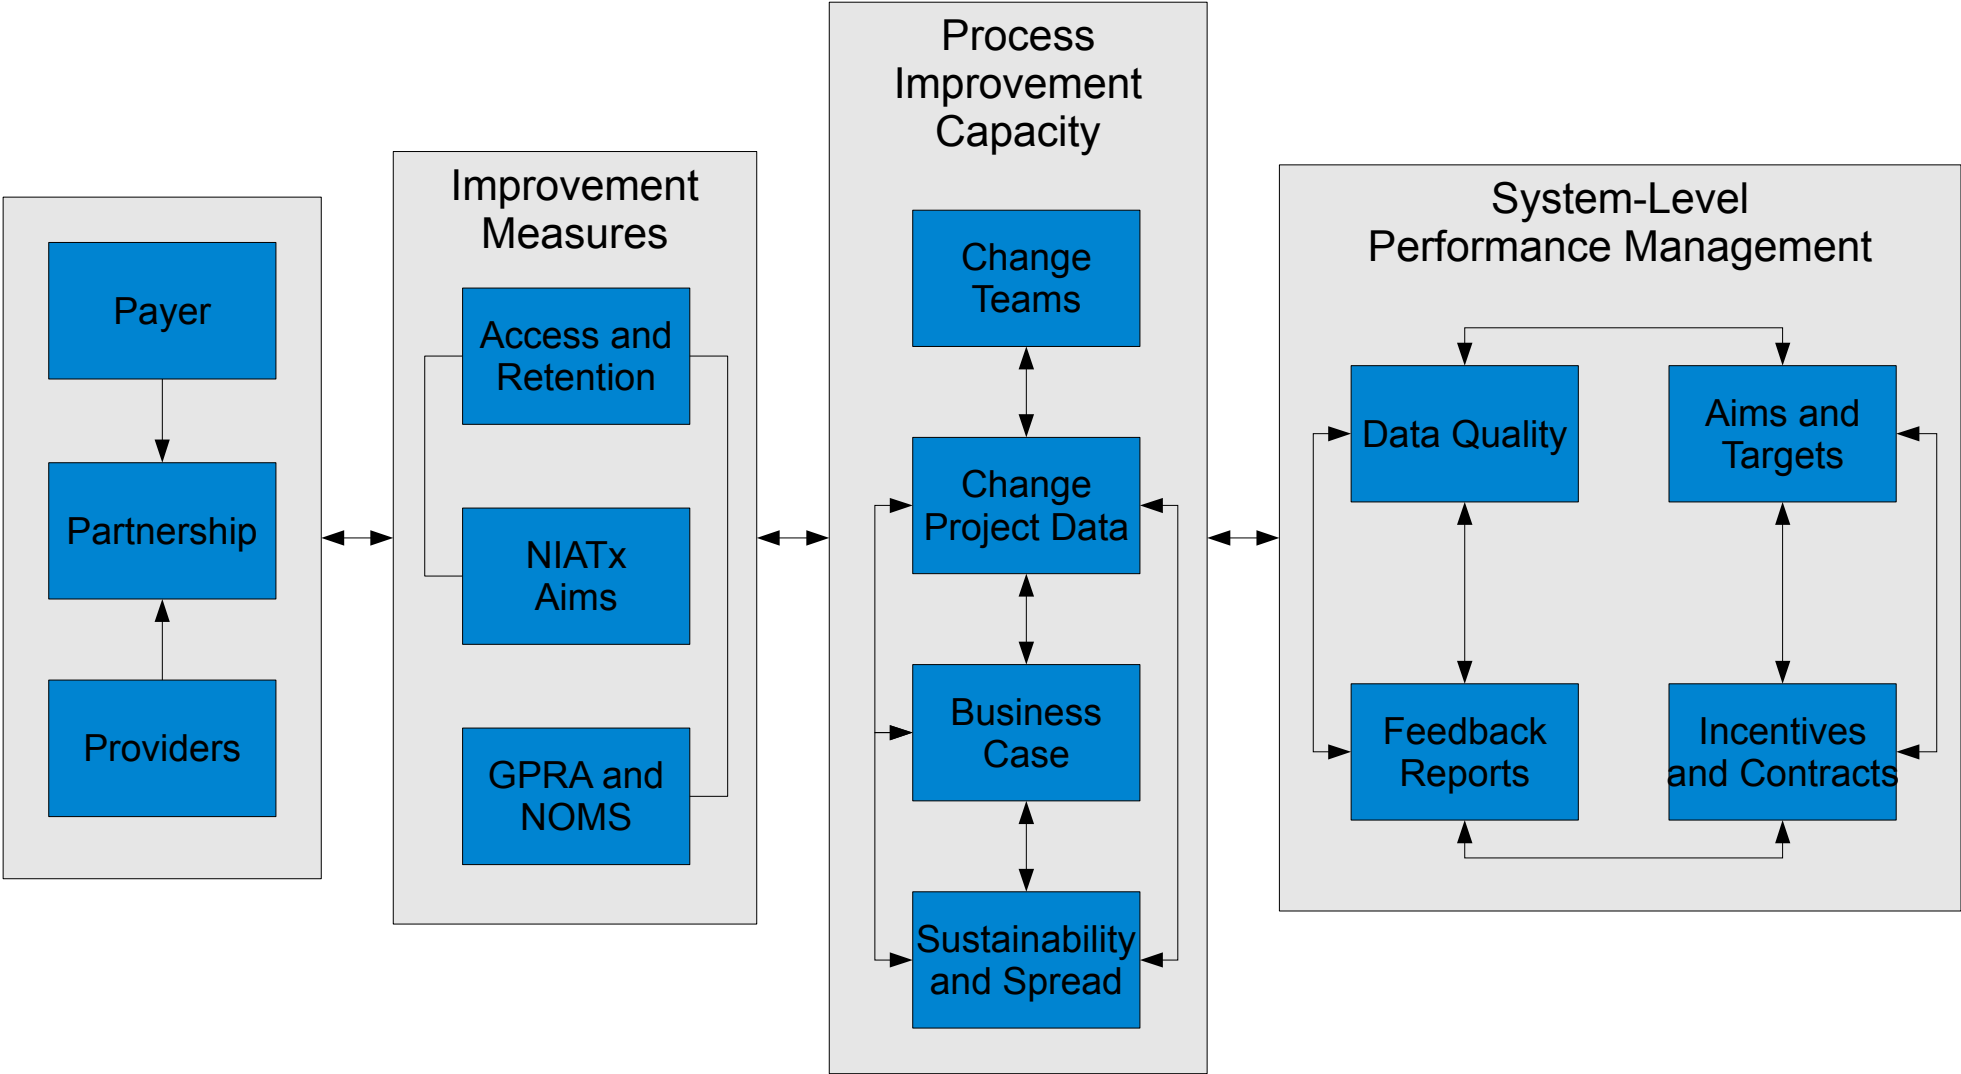 Payer
Partnership
Providers
Improvement
Measures
Access and
Retention
NIATx
Aims
GPRA and
NOMS
Process
Improvement
Capacity
Change
Teams
Change
Project Data
Business
Case
Sustainability
and Spread
System-Level
Performance Management
Data Quality
Aims and
Targets
Feedback
Reports
Incentives
and Contracts